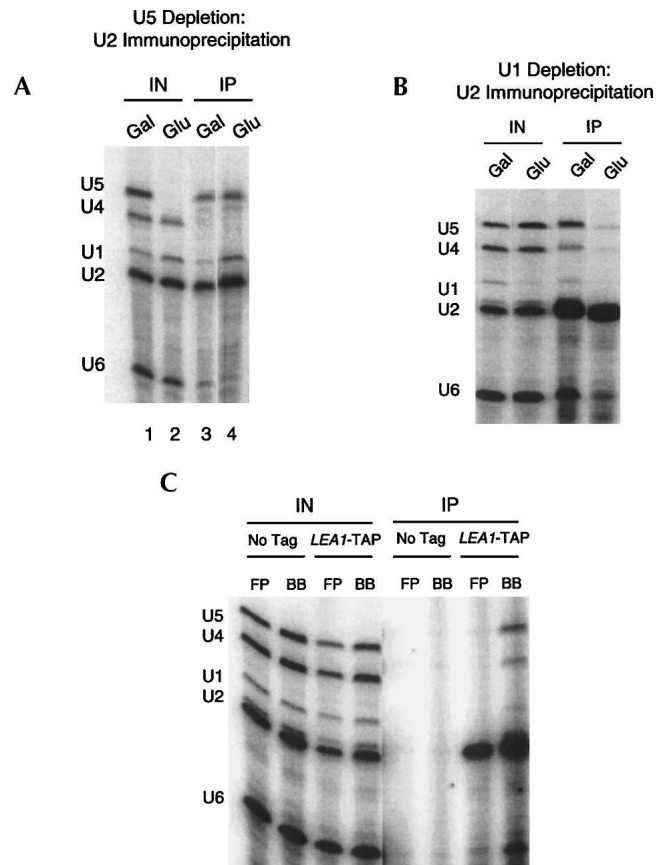 U5 Depletion:
U2 Immunoprecipitation
A
IN IP
Gal Glu Gal Glu
U5
U4
U1
U2
U6
1 2 3 4
B
U1 Depletion:
U2 Immunoprecipitation
IN IP
Gal Glu Gal Glu
U5
U4
U1
U2
U6
C
IN IP
No Tag LEA1-TAP No Tag LEA1-TAP
FP BB FP BB FP BB FP BB
U5
U4
U1
U2
U6